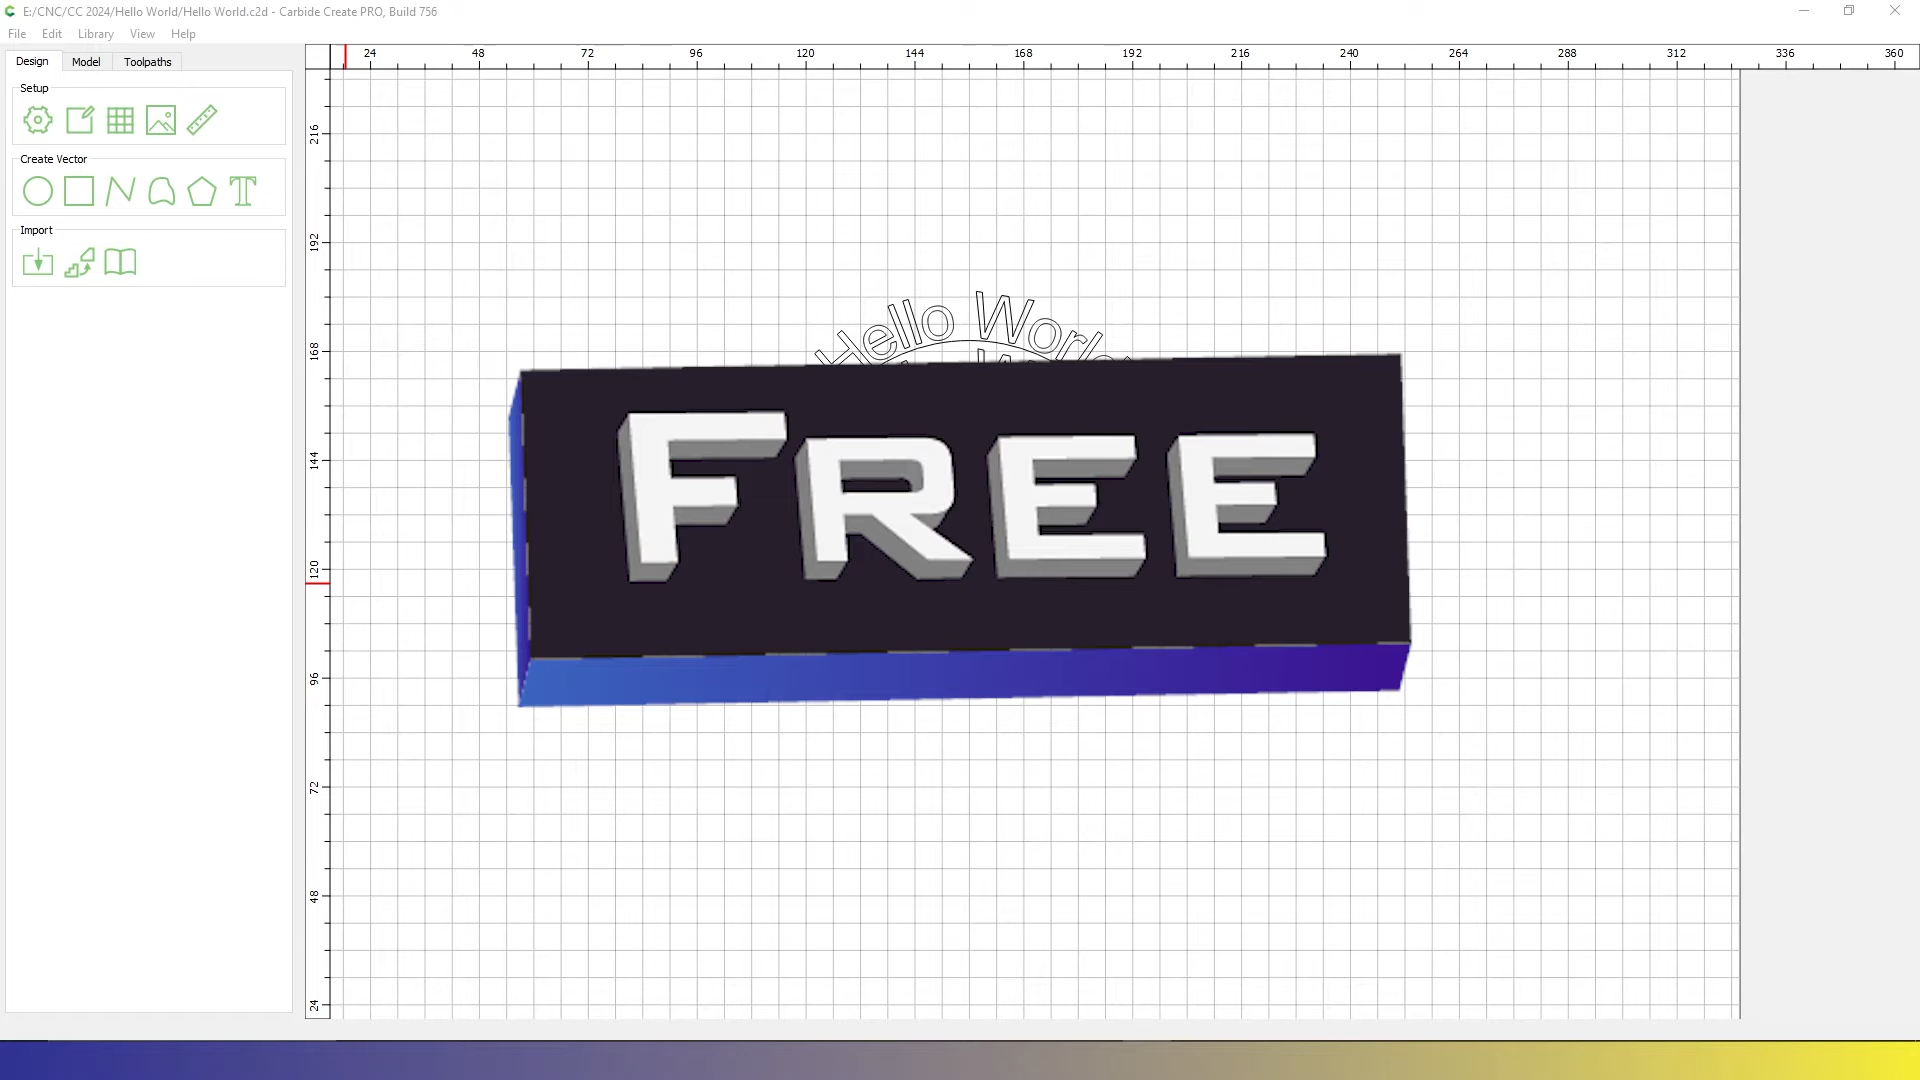 E:/CNC/CC 2024/Hello World/Hello World.c2d - Carbide Create PRO, Build 756
File Edit Library View Help
Design Model Toolpaths
24 48 72 96 120 144 168 192 216 240 264 288 312 336 360
Setup
Create Vector
Import
216
192
168
144
120
96
72
48
24
Hello Worl
FREE